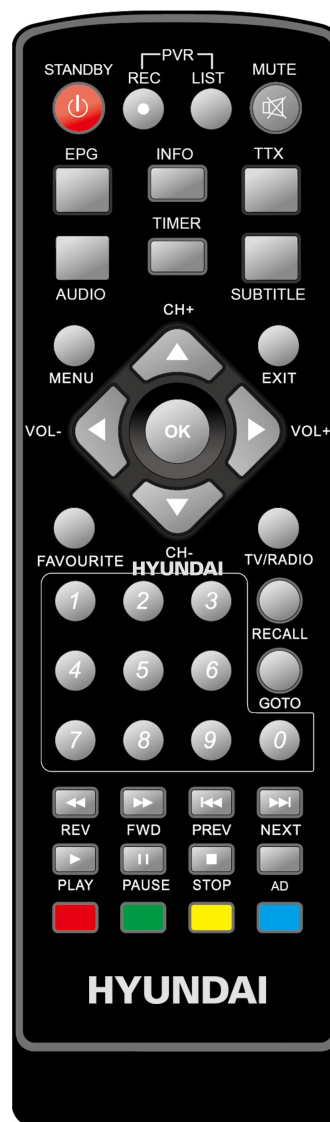 PVR
STANDBY REC LIST MUTE
EPG INFO TTX
TIMER
AUDIO SUBTITLE
CH+
MENU EXIT
VOL- OK VOL+
FAVOURITE CH- TV/RADIO
HYUNDAI
1 2 3
RECALL
4 5 6
GOTO
7 8 9 0
REV FWD PREV NEXT
PLAY PAUSE STOP AD
HYUNDAI